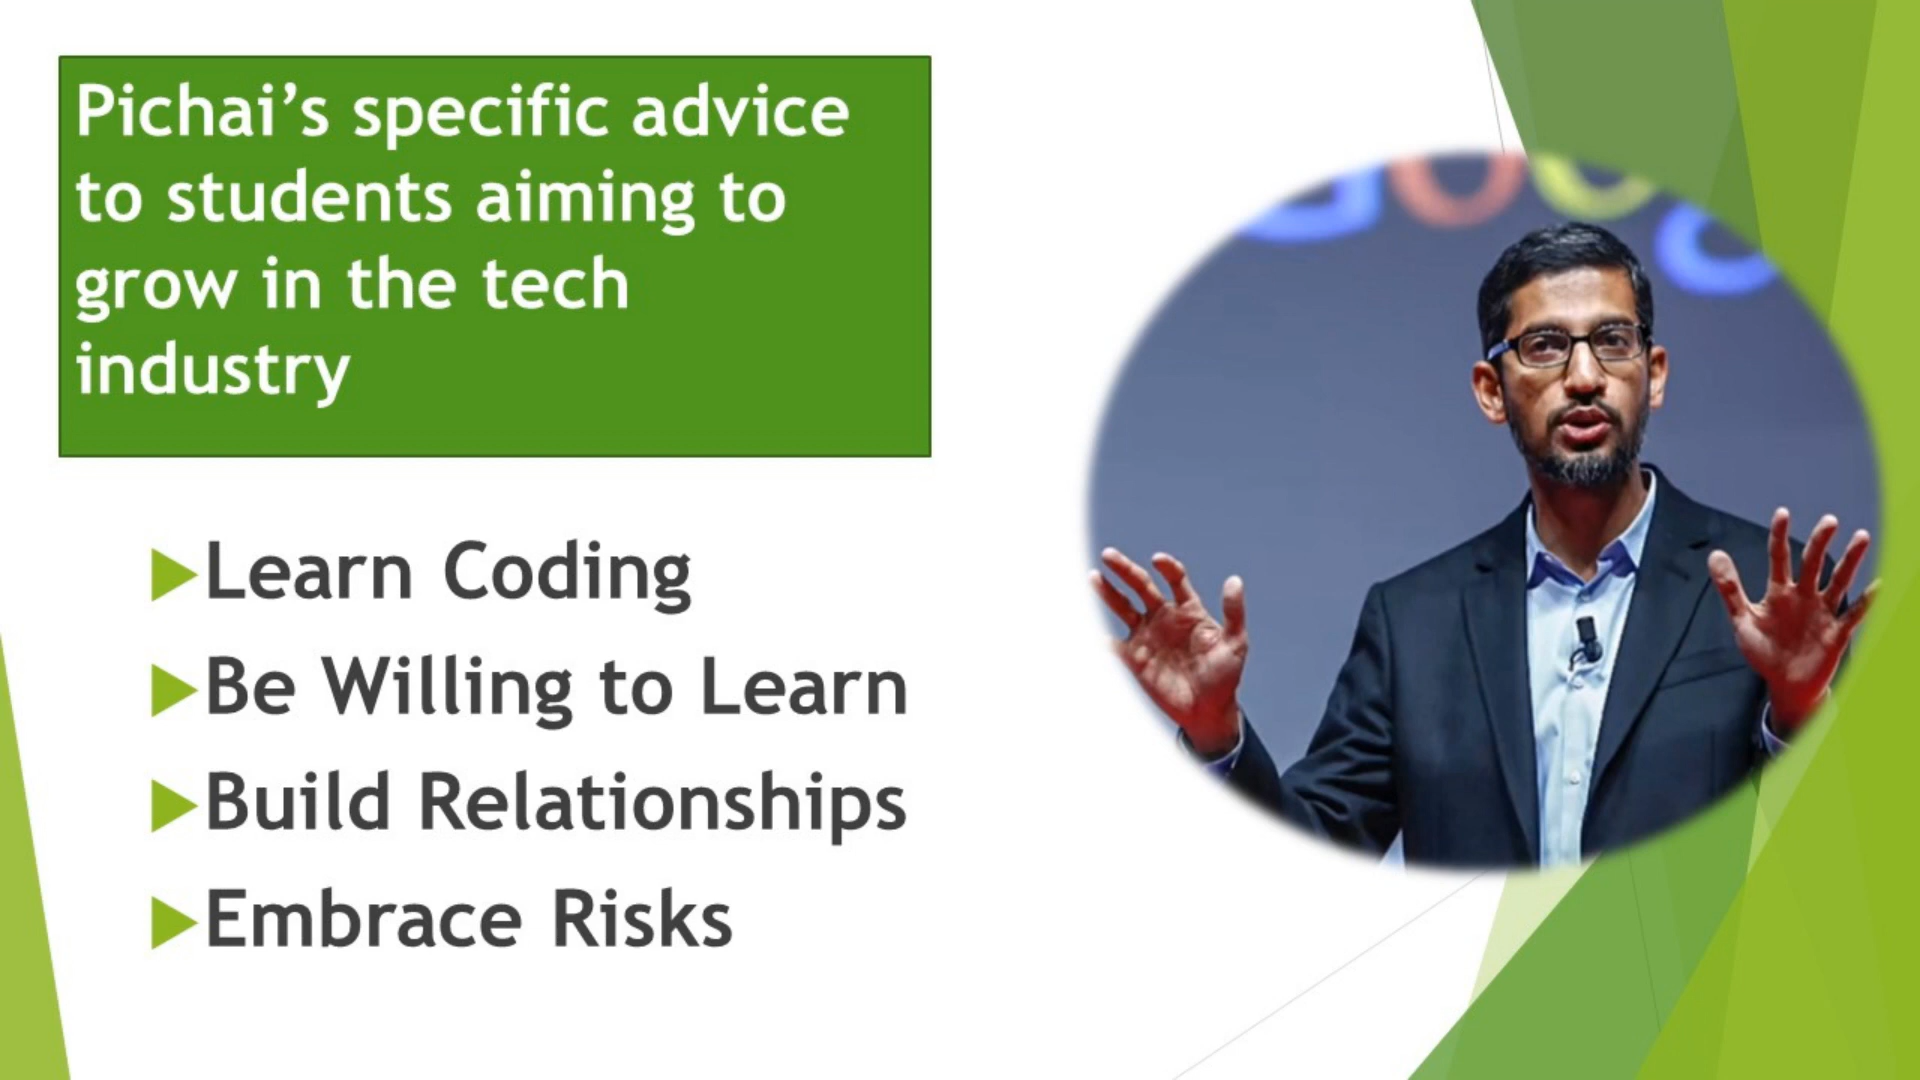 Pichai’s specific advice
to students aiming to
grow in the tech
industry
Learn Coding
Be Willing to Learn
Build Relationships
Embrace Risks